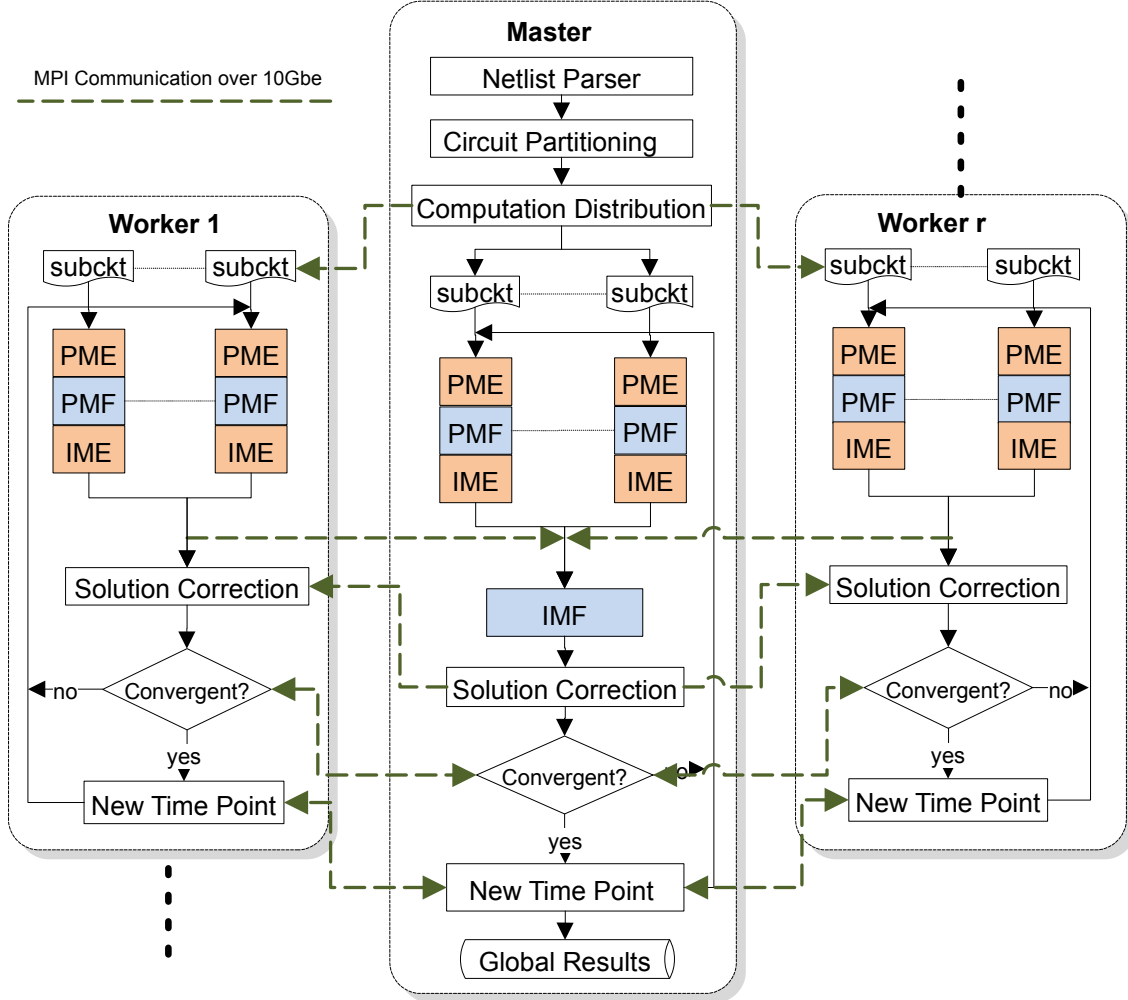 MPI Communication over 10Gbe
Master
Netlist Parser
Circuit Partitioning
Computation Distribution
subckt
subckt
PME
PME
PMF
PMF
IME
IME
IMF
Solution Correction
Convergent?
no
yes
New Time Point
Global Results
Worker 1
subckt
subckt
PME
PME
PMF
PMF
IME
IME
Solution Correction
Convergent?
no
yes
New Time Point
Worker r
subckt
subckt
PME
PME
PMF
PMF
IME
IME
Solution Correction
Convergent?
no
yes
New Time Point